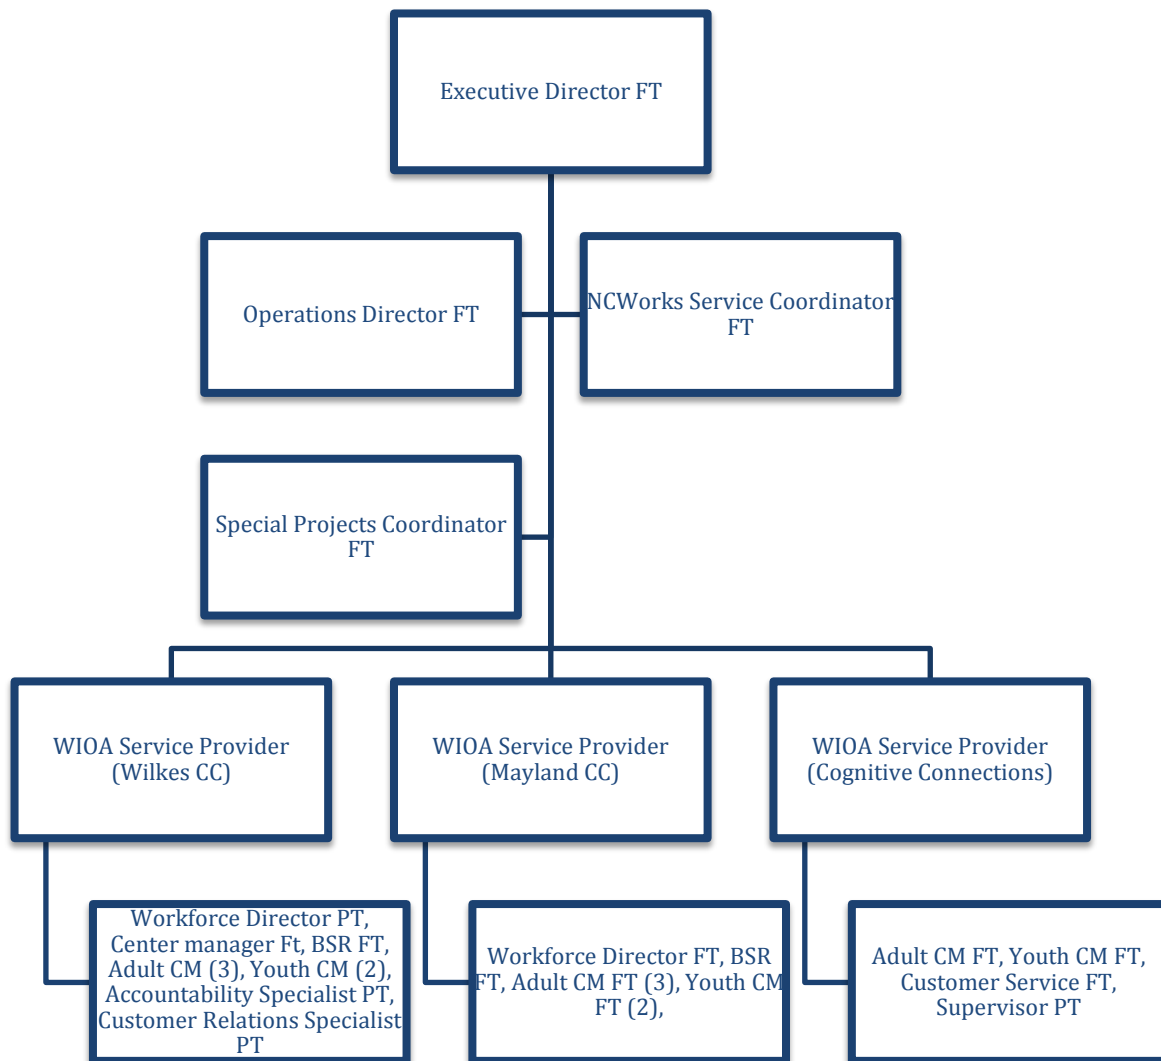 Executive Director FT
Operations Director FT
NCWorks Service Coordinator
FT
Special Projects Coordinator
FT
WIOA Service Provider
(Wilkes CC)
WIOA Service Provider
(Mayland CC)
WIOA Service Provider
(Cognitive Connections)
Workforce Director PT,
Center manager Ft, BSR FT,
Adult CM (3), Youth CM (2),
Accountability Specialist PT,
Customer Relations Specialist
PT
Workforce Director FT, BSR
FT, Adult CM FT (3), Youth CM
FT (2),
Adult CM FT, Youth CM FT,
Customer Service FT,
Supervisor PT